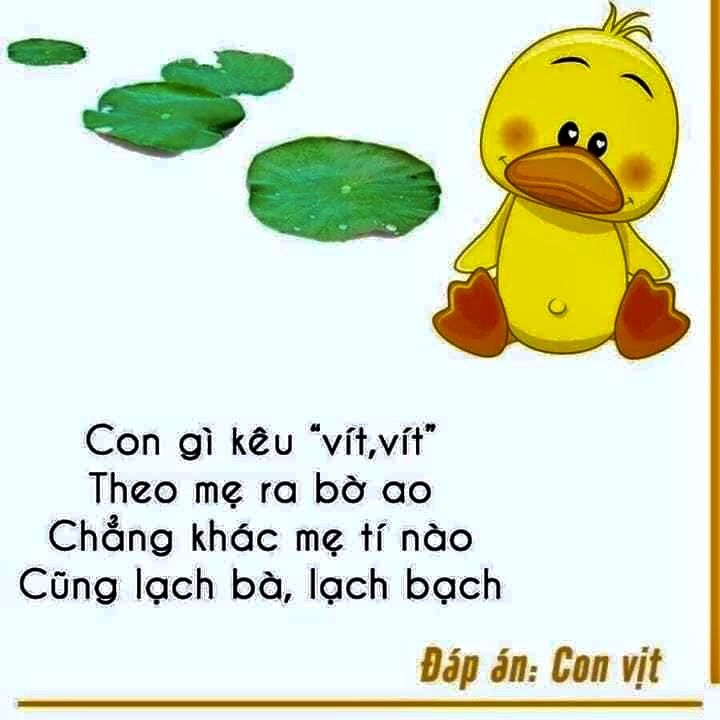 Con gì kêu “vít,vít”
Theo mẹ ra bờ ao
Chẳng khác mẹ tí nào
Cũng lạch bà, lạch bạch
Đáp án: Con vịt